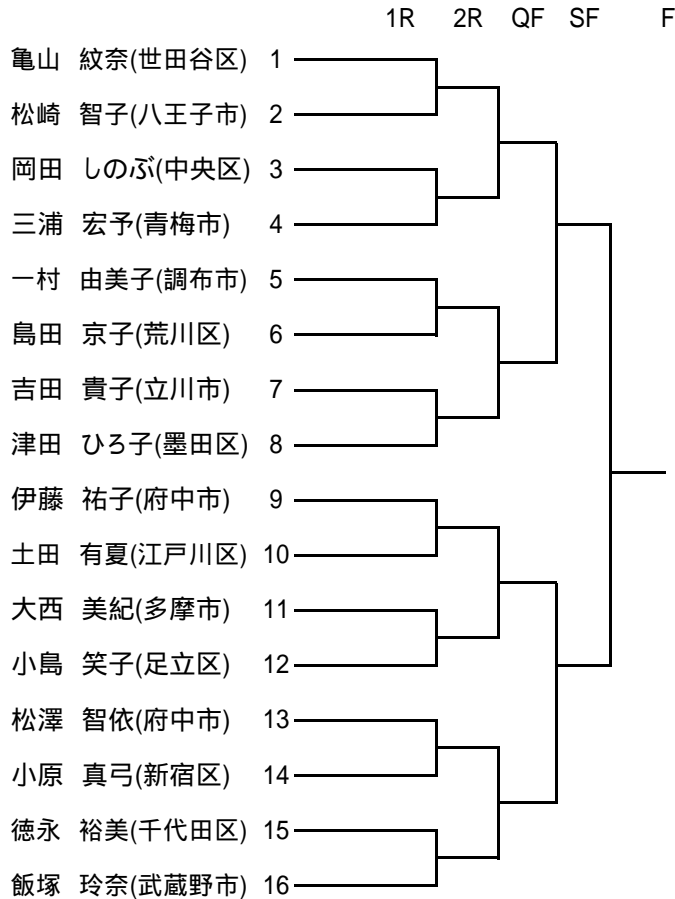 1R 2R QF SF F
亀山 紋奈(世田谷区) 1
松崎 智子(八王子市) 2
岡田 しのぶ(中央区) 3
三浦 宏予(青梅市) 4
一村 由美子(調布市) 5
島田 京子(荒川区) 6
吉田 貴子(立川市) 7
津田 ひろ子(墨田区) 8
伊藤 祐子(府中市) 9
土田 有夏(江戸川区) 10
大西 美紀(多摩市) 11
小島 笑子(足立区) 12
松澤 智依(府中市) 13
小原 真弓(新宿区) 14
徳永 裕美(千代田区) 15
飯塚 玲奈(武蔵野市) 16